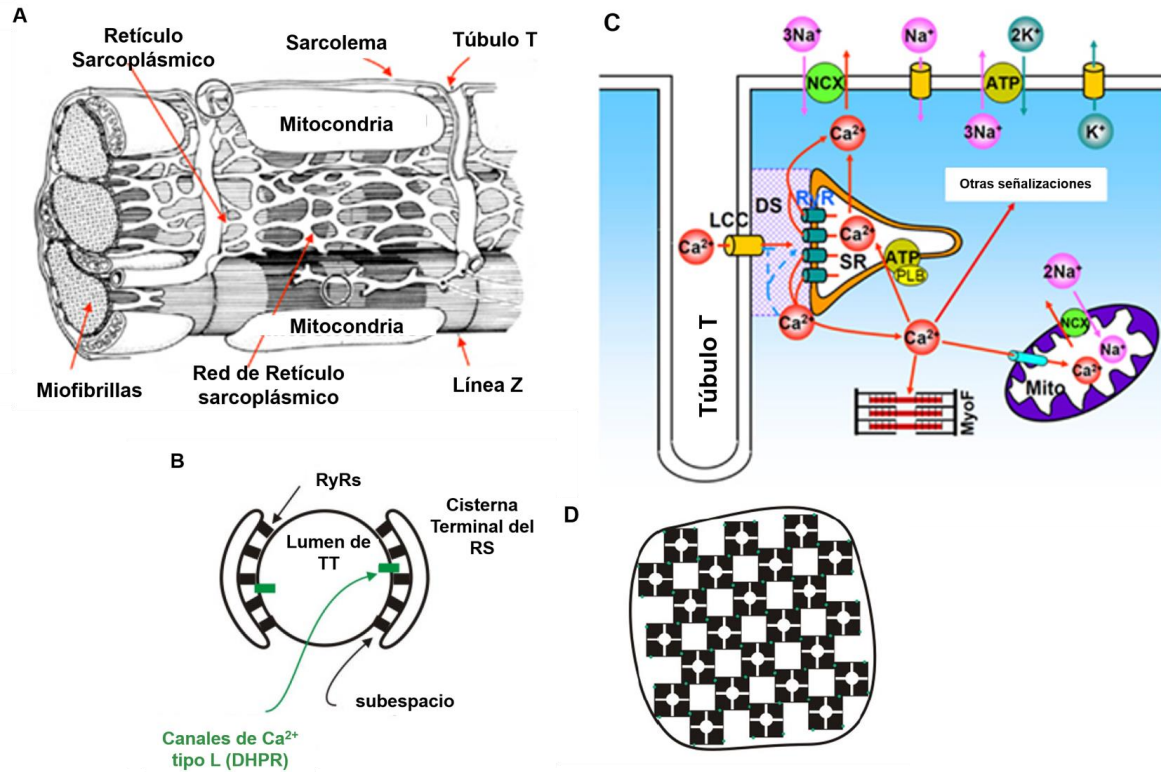 A
Retículo
Sarcoplásmico
Sarcolema
Túbulo T
Mitocondria
Mitocondria
Miofibrillas
Red de Retículo
sarcoplásmico
Línea Z
B
RyRs
Cisterna
Terminal del
RS
Lumen de
TT
subespacio
Canales de Ca²⁺
tipo L (DHPR)
C
3Na⁺
Na⁺
2K⁺
NCX
ATP
Ca²⁺
3Na⁺
K⁺
Otras señalizaciones
DS
RyR
LCC
Ca²⁺
Ca²⁺
SR
ATP
PLB
Ca²⁺
Ca²⁺
2Na⁺
NCX
Na⁺
Ca²⁺
Mito
MyoF
Túbulo T
D